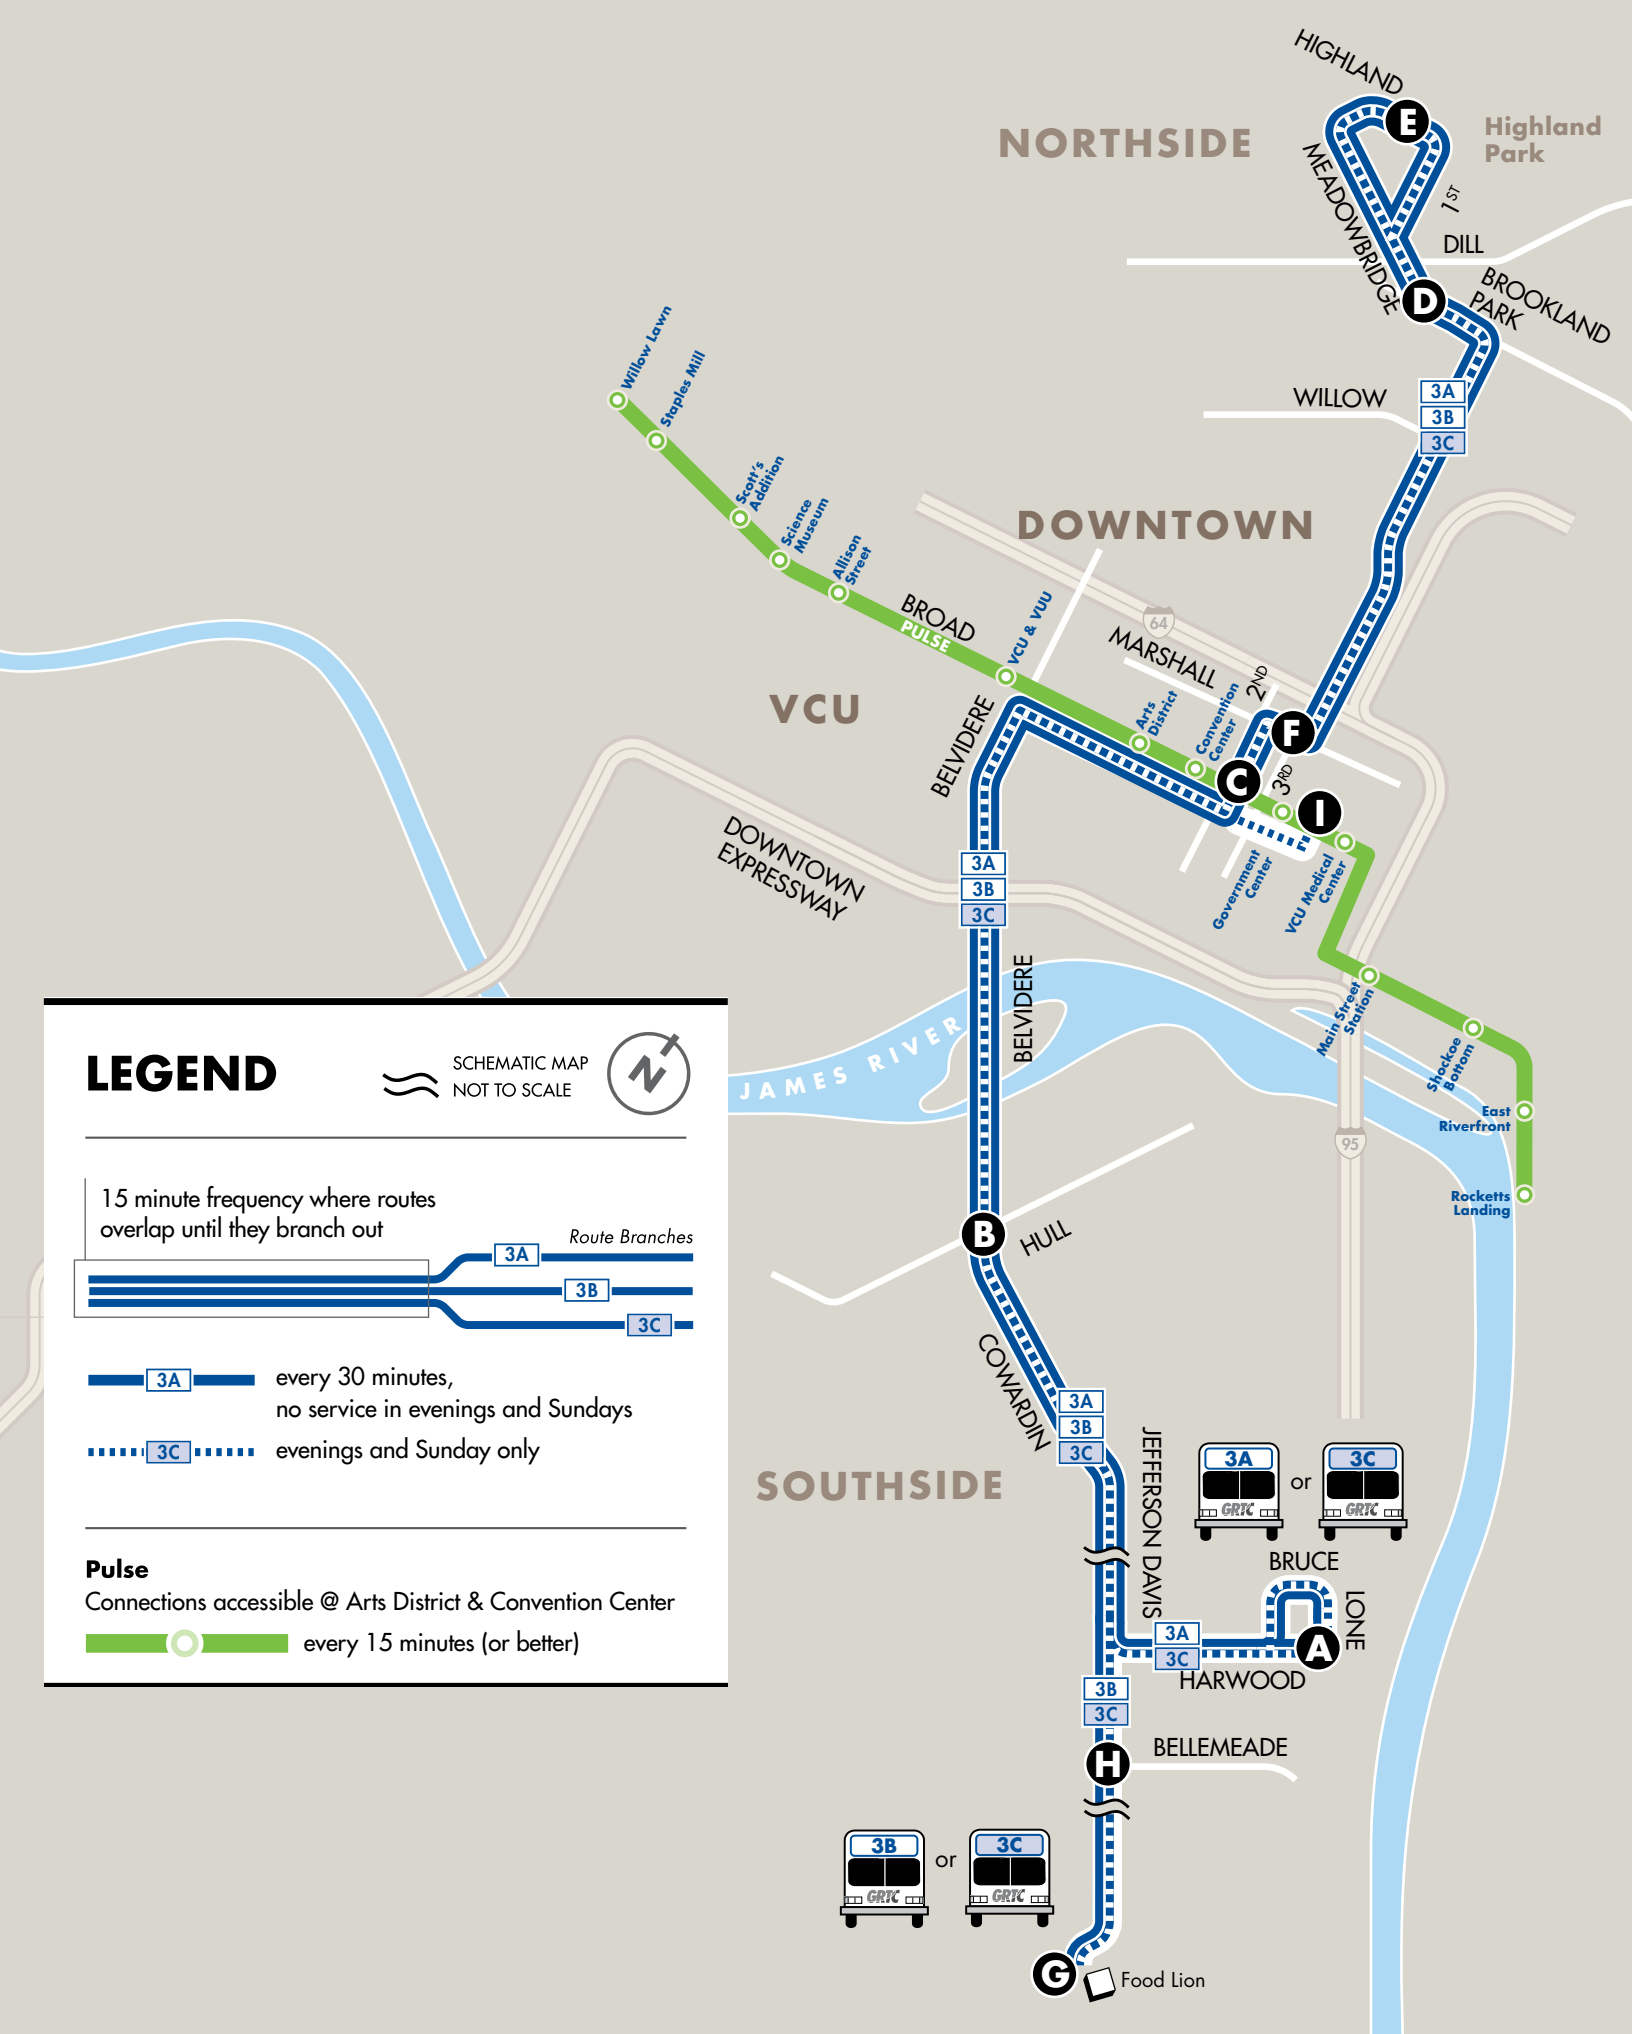 HIGHLAND
E
NORTHSIDE
Highland
Park
MEADOWBRIDGE
1ST
DILL
D
BROOKLAND
PARK
WILLOW
3A
3B
3C
Willow Lawn
Staples Mill
Scott's
Addition
Science
Museum
Allison
Street
BROAD
PULSE
VCU & VUU
DOWNTOWN
64
MARSHALL
2ND
Arts
District
Convention
Center
F
C
3RD
I
VCU
BELVIDERE
DOWNTOWN
EXPRESSWAY
3A
3B
3C
Government
Center
VCU Medical
Center
Main Street
Station
Shockoe
Bottom
East
Riverfront
Rocketts
Landing
BELVIDERE
JAMES RIVER
95
B
HULL
COWARDIN
3A
3B
3C
JEFFERSON DAVIS
SOUTHSIDE
3A
GRTC
or
3C
GRTC
BRUCE
LONE
3A
3C
A
HARWOOD
3B
3C
H
BELLEMEADE
3B
GRTC
or
3C
GRTC
G
Food Lion
LEGEND
SCHEMATIC MAP
NOT TO SCALE
N
15 minute frequency where routes
overlap until they branch out
Route Branches
3A
3B
3C
3A
every 30 minutes,
no service in evenings and Sundays
3C
evenings and Sunday only
Pulse
Connections accessible @ Arts District & Convention Center
every 15 minutes (or better)